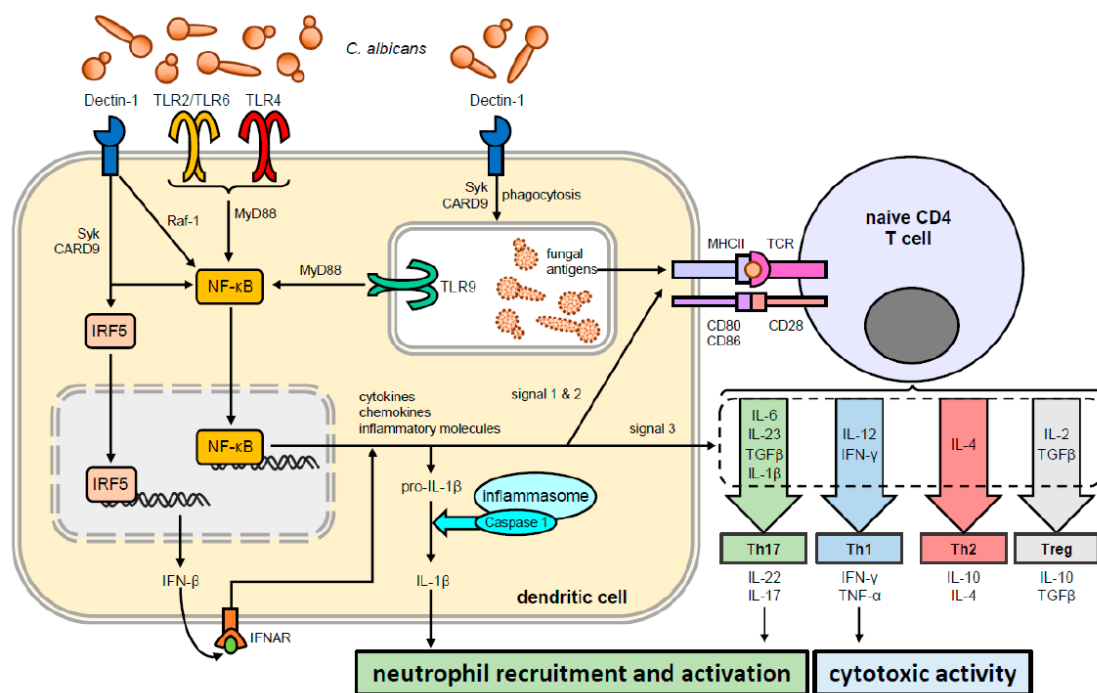 C. albicans
Dectin-1
TLR2/TLR6
TLR4
Dectin-1
Syk
CARD9
Raf-1
MyD88
Syk
CARD9
phagocytosis
NF-κB
MyD88
TLR9
fungal
antigens
MHCII
TCR
naive CD4
T cell
CD80
CD86
CD28
IRF5
signal 1 & 2
cytokines
chemokines
inflammatory molecules
signal 3
NF-κB
IRF5
pro-IL-1β
inflammasome
Caspase 1
IFN-β
IL-1β
dendritic cell
IFNAR
IL-6
IL-23
TGFβ
IL-1β
IL-12
IFN-γ
IL-4
IL-2
TGFβ
Th17
Th1
Th2
Treg
IL-22
IL-17
IFN-γ
TNF-α
IL-10
IL-4
IL-10
TGFβ
neutrophil recruitment and activation
cytotoxic activity